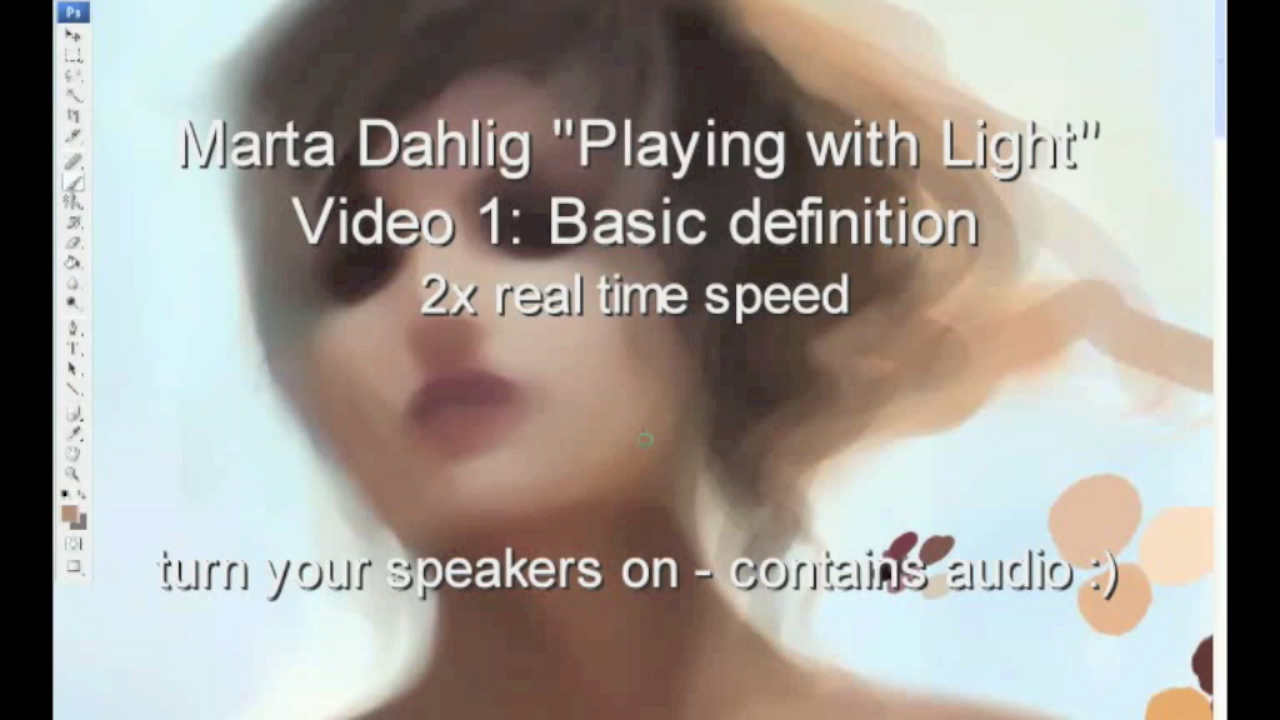 Ps
Marta Dahlig "Playing with Light"
Video 1: Basic definition
2x real time speed
turn your speakers on - contains audio :)